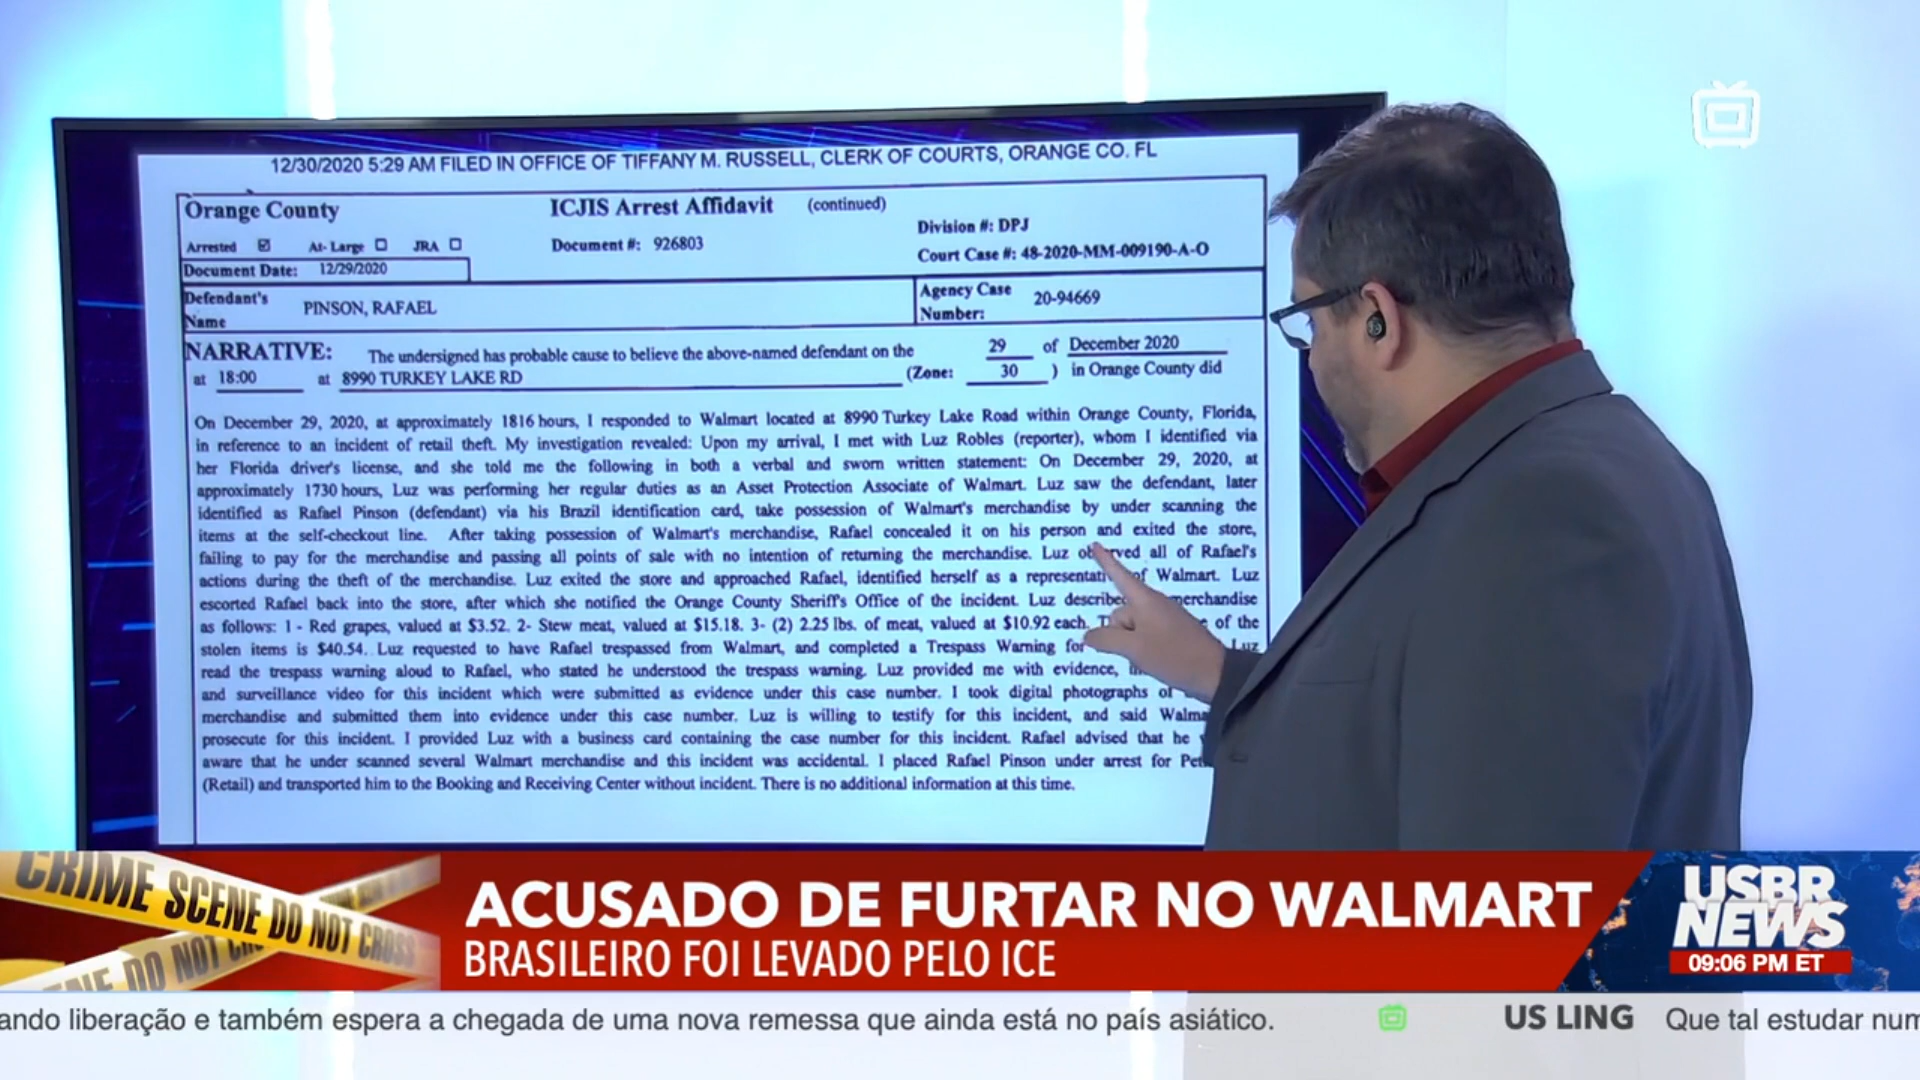 12/30/2020 5:29 AM FILED IN OFFICE OF TIFFANY M. RUSSELL, CLERK OF COURTS, ORANGE CO. FL
Orange County
ICJIS Arrest Affidavit (continued)
Division #: DPJ
Arrested ☑ At- Large ☐ JRA ☐
Document #: 926803
Court Case #: 48-2020-MM-009190-A-O
Document Date: 12/29/2020
Defendant's
Name
PINSON, RAFAEL
Agency Case
Number:
20-94669
NARRATIVE: The undersigned has probable cause to believe the above-named defendant on the 29 of December 2020
at 18:00 at 8990 TURKEY LAKE RD (Zone: 30 ) in Orange County did
On December 29, 2020, at approximately 1816 hours, I responded to Walmart located at 8990 Turkey Lake Road within Orange County, Florida,
in reference to an incident of retail theft. My investigation revealed: Upon my arrival, I met with Luz Robles (reporter), whom I identified via
her Florida driver's license, and she told me the following in both a verbal and sworn written statement: On December 29, 2020, at
approximately 1730 hours, Luz was performing her regular duties as an Asset Protection Associate of Walmart. Luz saw the defendant, later
identified as Rafael Pinson (defendant) via his Brazil identification card, take possession of Walmart's merchandise by under scanning the
items at the self-checkout line. After taking possession of Walmart's merchandise, Rafael concealed it on his person and exited the store,
failing to pay for the merchandise and passing all points of sale with no intention of returning the merchandise. Luz observed all of Rafael's
actions during the theft of the merchandise. Luz exited the store and approached Rafael, identified herself as a representative of Walmart. Luz
escorted Rafael back into the store, after which she notified the Orange County Sheriff's Office of the incident. Luz described merchandise
as follows: 1 - Red grapes, valued at $3.52. 2- Stew meat, valued at $15.18. 3- (2) 2.25 lbs. of meat, valued at $10.92 each. of the
stolen items is $40.54. Luz requested to have Rafael trespassed from Walmart, and completed a Trespass Warning for Luz
read the trespass warning aloud to Rafael, who stated he understood the trespass warning. Luz provided me with evidence,
and surveillance video for this incident which were submitted as evidence under this case number. I took digital photographs of
merchandise and submitted them into evidence under this case number. Luz is willing to testify for this incident, and said Walma
prosecute for this incident. I provided Luz with a business card containing the case number for this incident. Rafael advised that he
aware that he under scanned several Walmart merchandise and this incident was accidental. I placed Rafael Pinson under arrest for Pet
(Retail) and transported him to the Booking and Receiving Center without incident. There is no additional information at this time.
CRIME SCENE DO NOT CROSS
ENE DO NOT CR
ACUSADO DE FURTAR NO WALMART
BRASILEIRO FOI LEVADO PELO ICE
USBR
NEWS
09:06 PM ET
ando liberação e também espera a chegada de uma nova remessa que ainda está no país asiático. US LING Que tal estudar num